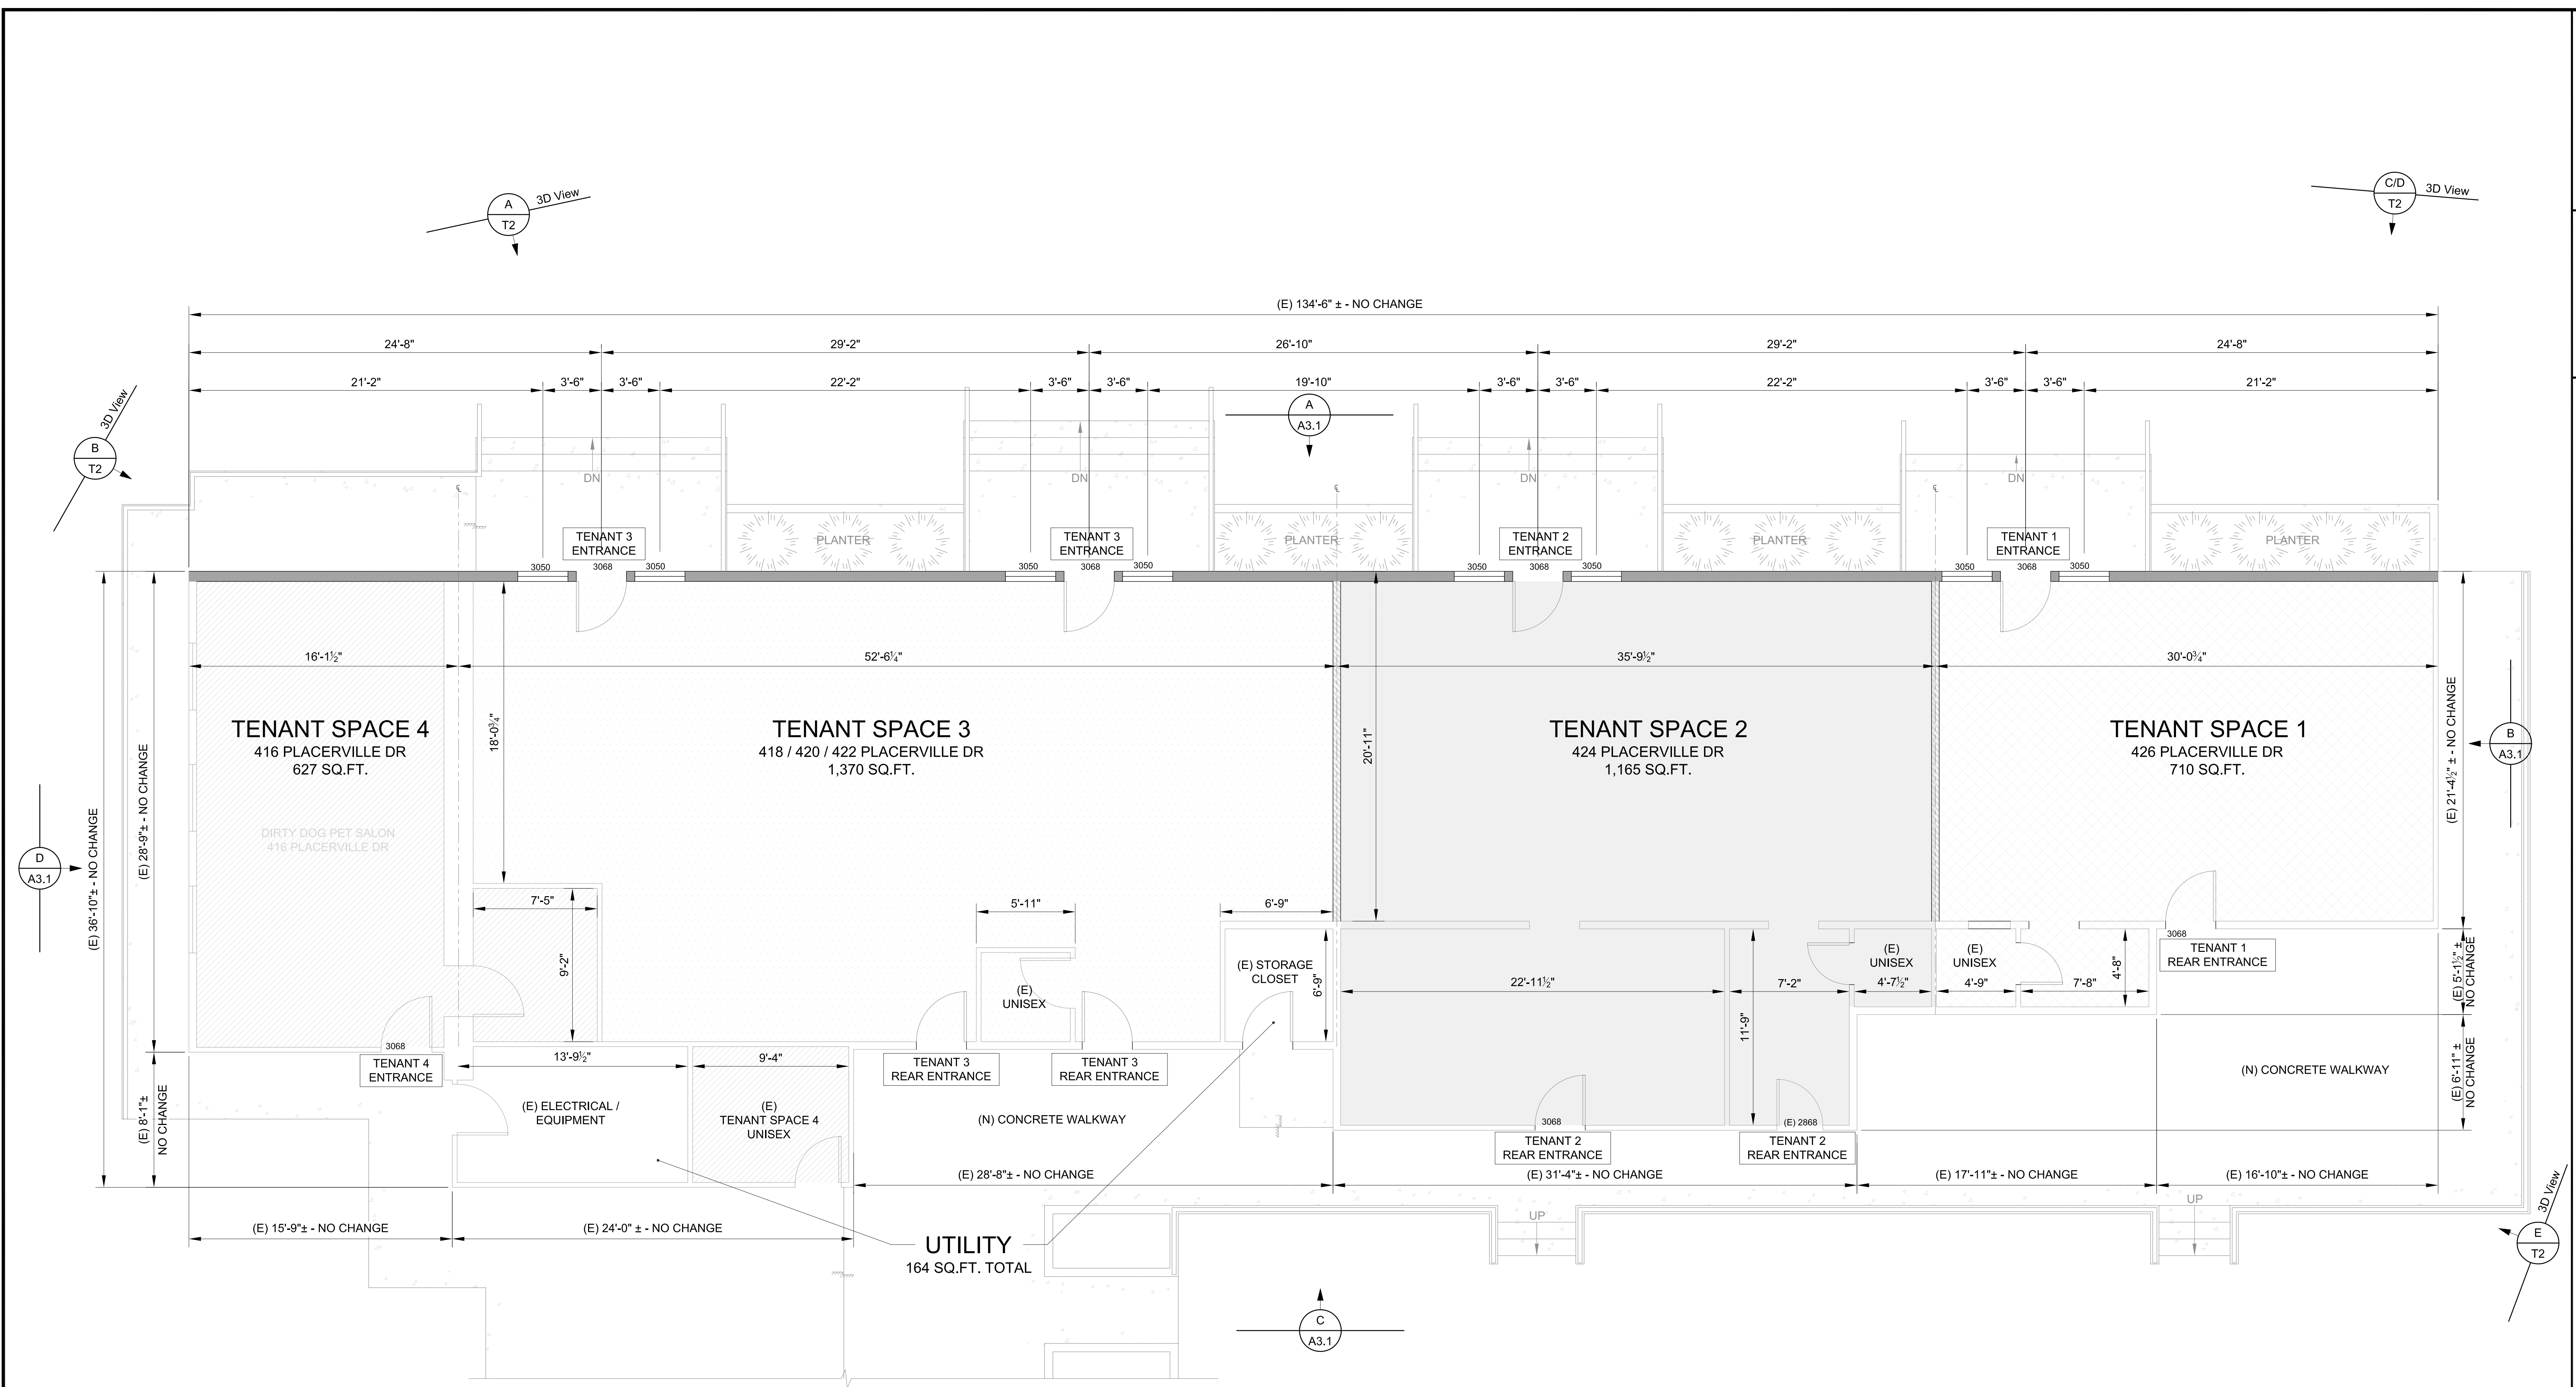 A
T2
3D View
C/D
T2
3D View
(E) 134'-6" ± - NO CHANGE
24'-8"
29'-2"
26'-10"
29'-2"
24'-8"
21'-2"
3'-6"
3'-6"
22'-2"
3'-6"
3'-6"
19'-10"
3'-6"
3'-6"
22'-2"
3'-6"
3'-6"
21'-2"
3D View
B
T2
A
A3.1
DN
DN
DN
DN
℄
℄
℄
TENANT 3
ENTRANCE
PLANTER
TENANT 3
ENTRANCE
PLANTER
TENANT 2
ENTRANCE
PLANTER
TENANT 1
ENTRANCE
PLANTER
3050
3068
3050
3050
3068
3050
3050
3068
3050
3050
3068
3050
16'-1½"
52'-6¼"
35'-9½"
30'-0¾"
TENANT SPACE 4
416 PLACERVILLE DR
627 SQ.FT.
18'-0¾"
TENANT SPACE 3
418 / 420 / 422 PLACERVILLE DR
1,370 SQ.FT.
20'-11"
TENANT SPACE 2
424 PLACERVILLE DR
1,165 SQ.FT.
TENANT SPACE 1
426 PLACERVILLE DR
710 SQ.FT.
(E) 21'-4½" ± - NO CHANGE
B
A3.1
DIRTY DOG PET SALON
416 PLACERVILLE DR
(E) 28'-9"± - NO CHANGE
(E) 36'-10"± - NO CHANGE
D
A3.1
7'-5"
9'-2"
5'-11"
6'-9"
(E)
UNISEX
(E) STORAGE
CLOSET
6'-9"
22'-11½"
7'-2"
(E)
UNISEX
4'-7½"
(E)
UNISEX
4'-9"
7'-8"
4'-8"
3068
TENANT 1
REAR ENTRANCE
(E) 5'-1½" ±
NO CHANGE
11'-9"
3068
TENANT 4
ENTRANCE
13'-9½"
9'-4"
TENANT 3
REAR ENTRANCE
TENANT 3
REAR ENTRANCE
(E) 6'-11" ±
NO CHANGE
(N) CONCRETE WALKWAY
(E) 8'-1"±
NO CHANGE
(E) ELECTRICAL /
EQUIPMENT
(E)
TENANT SPACE 4
UNISEX
(N) CONCRETE WALKWAY
3068
(E) 2868
TENANT 2
REAR ENTRANCE
TENANT 2
REAR ENTRANCE
(E) 28'-8"± - NO CHANGE
(E) 31'-4"± - NO CHANGE
(E) 17'-11"± - NO CHANGE
(E) 16'-10"± - NO CHANGE
(E) 15'-9"± - NO CHANGE
(E) 24'-0" ± - NO CHANGE
UP
UP
UTILITY
164 SQ.FT. TOTAL
3D View
E
T2
C
A3.1